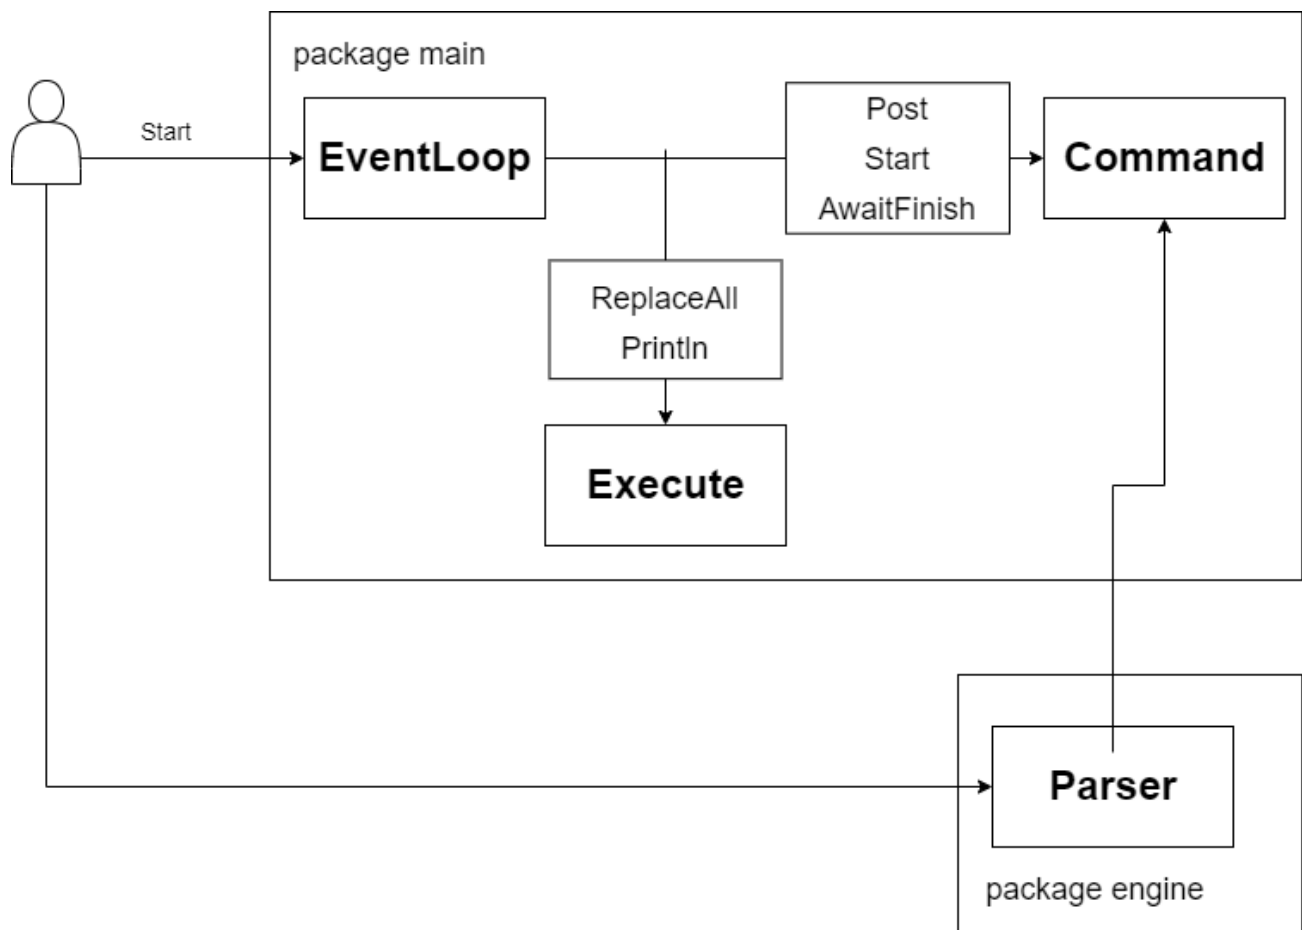 package main
Start
EventLoop
Post
Start
AwaitFinish
Command
ReplaceAll
Println
Execute
Parser
package engine